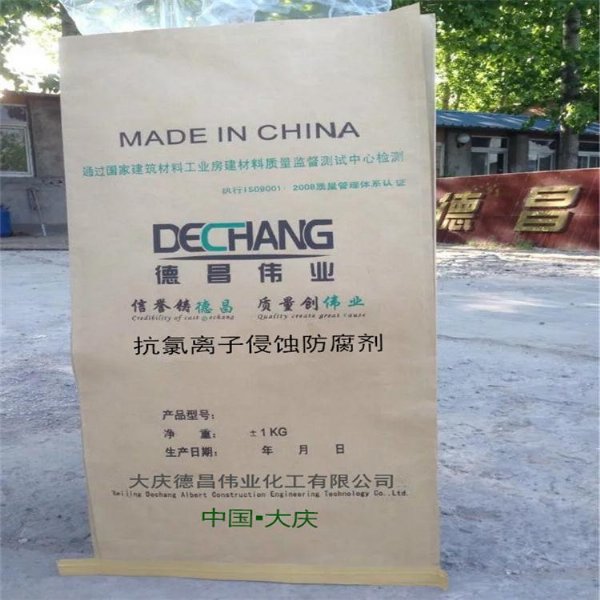 MADE IN CHINA
通过国家建筑材料工业房建材料质量监督测试中心检测
执行ISO9001：2008质量管理体系认证
DECHANG
德昌伟业
信誉铸德昌 质量创伟业
Credibility of cast dechang Quality create great cause
抗氯离子侵蚀防腐剂
产品型号：
净 重： ±1KG
生产日期： 年 月 日
大庆德昌伟业化工有限公司
Beijing Dechang Albert Construction Engineering Technology Co.,Ltd.
中国▪大庆
德昌